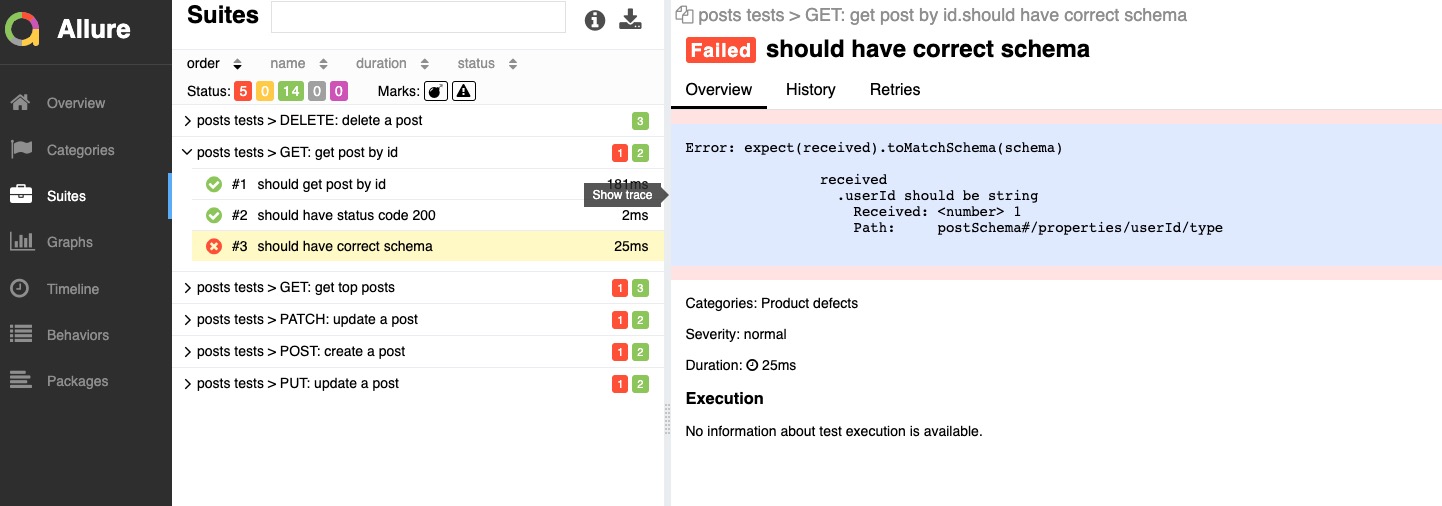 Allure
Overview
Categories
Suites
Graphs
Timeline
Behaviors
Packages
Suites
order name duration status
Status: 5 0 14 0 0 Marks:
posts tests > DELETE: delete a post 3
posts tests > GET: get post by id 1 2
#1 should get post by id 181ms
Show trace
#2 should have status code 200 2ms
#3 should have correct schema 25ms
posts tests > GET: get top posts 1 3
posts tests > PATCH: update a post 1 2
posts tests > POST: create a post 1 2
posts tests > PUT: update a post 1 2
posts tests > GET: get post by id.should have correct schema
Failed should have correct schema
Overview History Retries
Error: expect(received).toMatchSchema(schema)
received
.userId should be string
Received: <number> 1
Path: postSchema#/properties/userId/type
Categories: Product defects
Severity: normal
Duration: 25ms
Execution
No information about test execution is available.